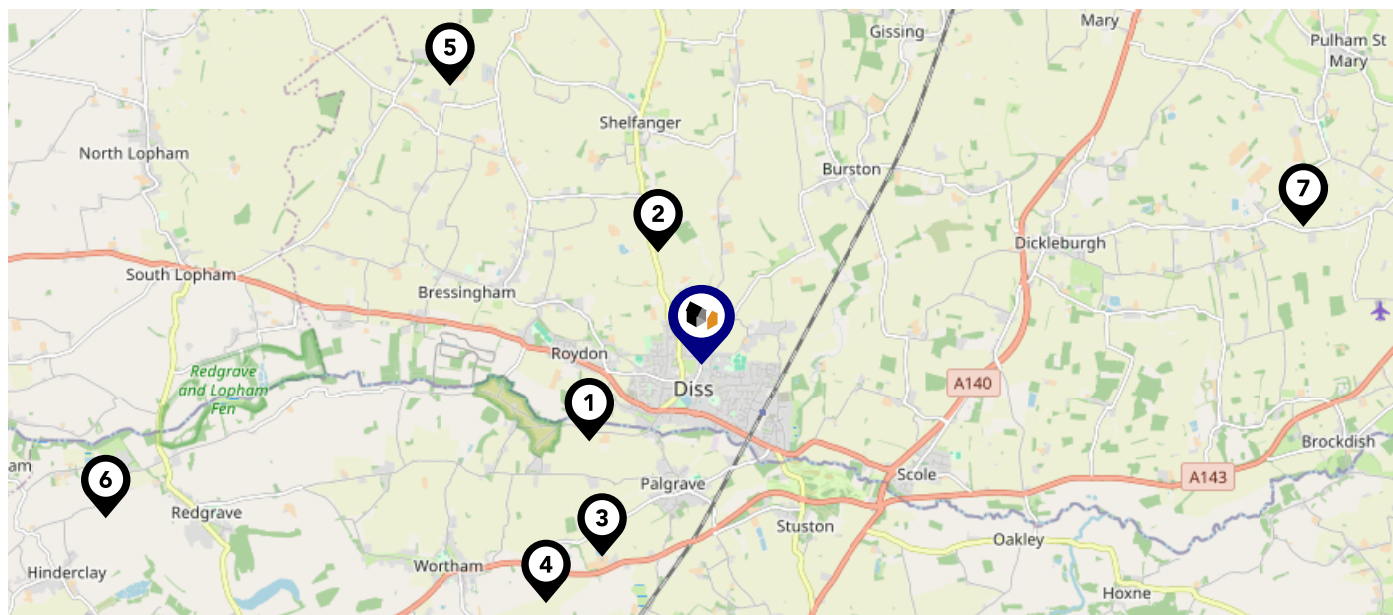 Mary
Gissing
Pulham St
Mary
5
Shelfanger
North Lopham
Burston
7
2
Dickleburgh
South Lopham
Bressingham
Roydon
Redgrave
and Lopham
Fen
Diss
A140
1
Brockdish
am
6
Scole
A143
Palgrave
Redgrave
3
Stuston
Oakley
4
Wortham
Hinderclay
Hoxne